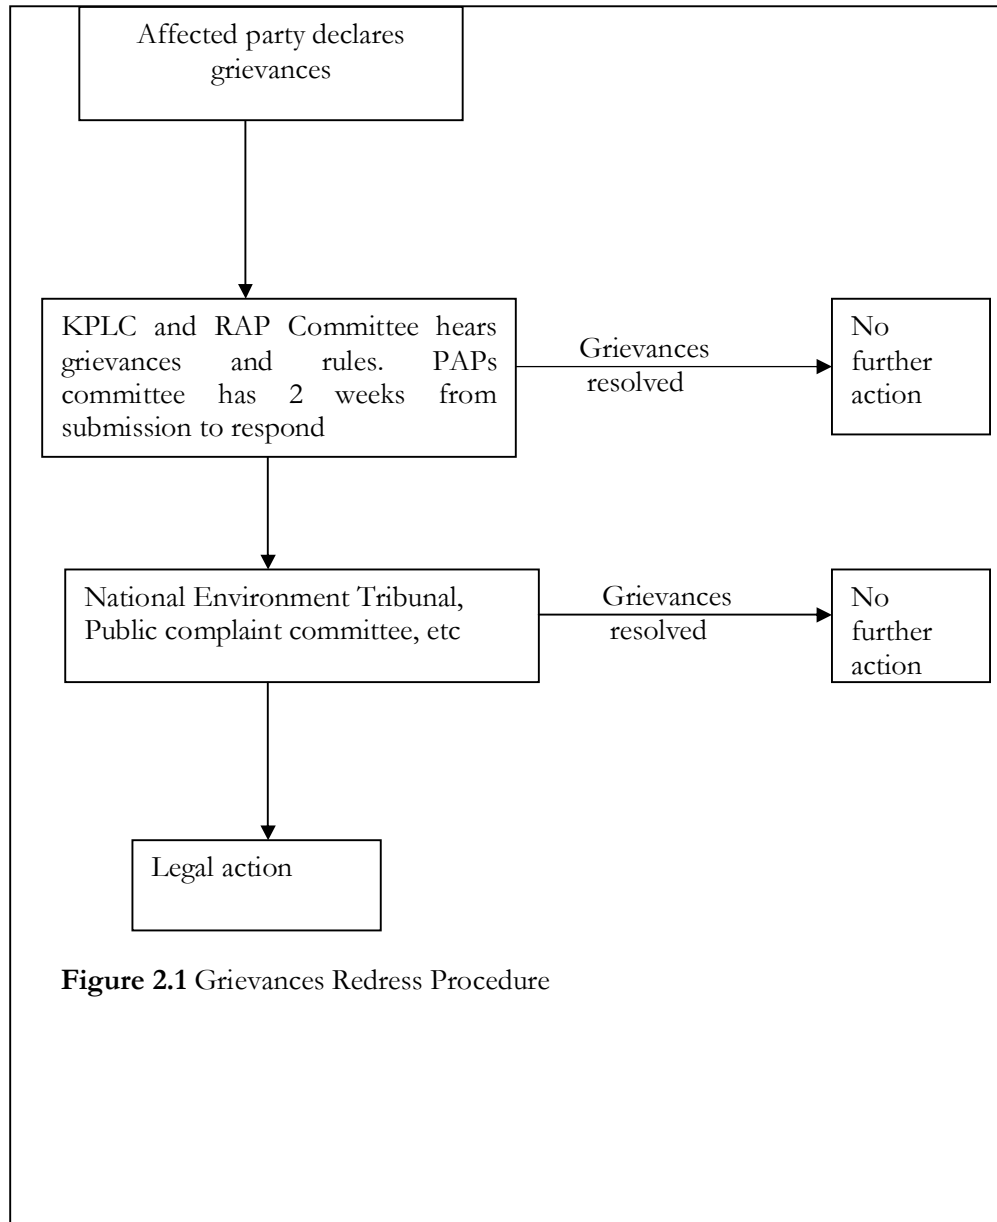 Affected party declares
grievances
KPLC and RAP Committee hears
grievances and rules. PAPs
committee has 2 weeks from
submission to respond
Grievances
resolved
No
further
action
National Environment Tribunal,
Public complaint committee, etc
Grievances
resolved
No
further
action
Legal action
Figure 2.1 Grievances Redress Procedure